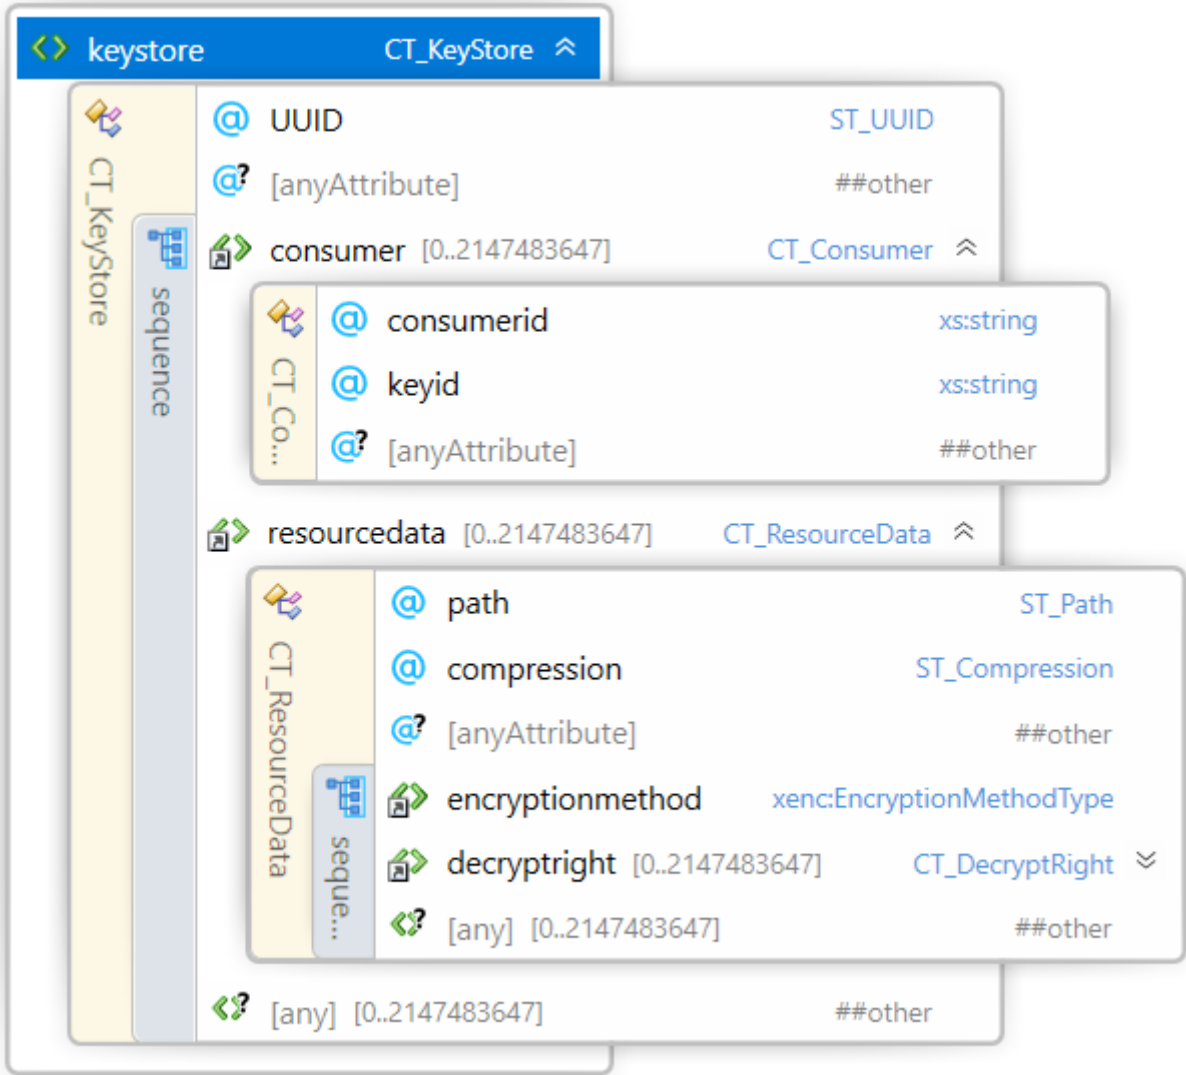 keystore CT_KeyStore
CT_KeyStore
@ UUID ST_UUID
@? [anyAttribute] ##other
sequence
consumer [0..2147483647] CT_Consumer
CT_Co...
@ consumerid xs:string
@ keyid xs:string
@? [anyAttribute] ##other
resourcedata [0..2147483647] CT_ResourceData
CT_ResourceData
@ path ST_Path
@ compression ST_Compression
@? [anyAttribute] ##other
seque...
encryptionmethod xenc:EncryptionMethodType
decryptright [0..2147483647] CT_DecryptRight
? [any] [0..2147483647] ##other
? [any] [0..2147483647] ##other